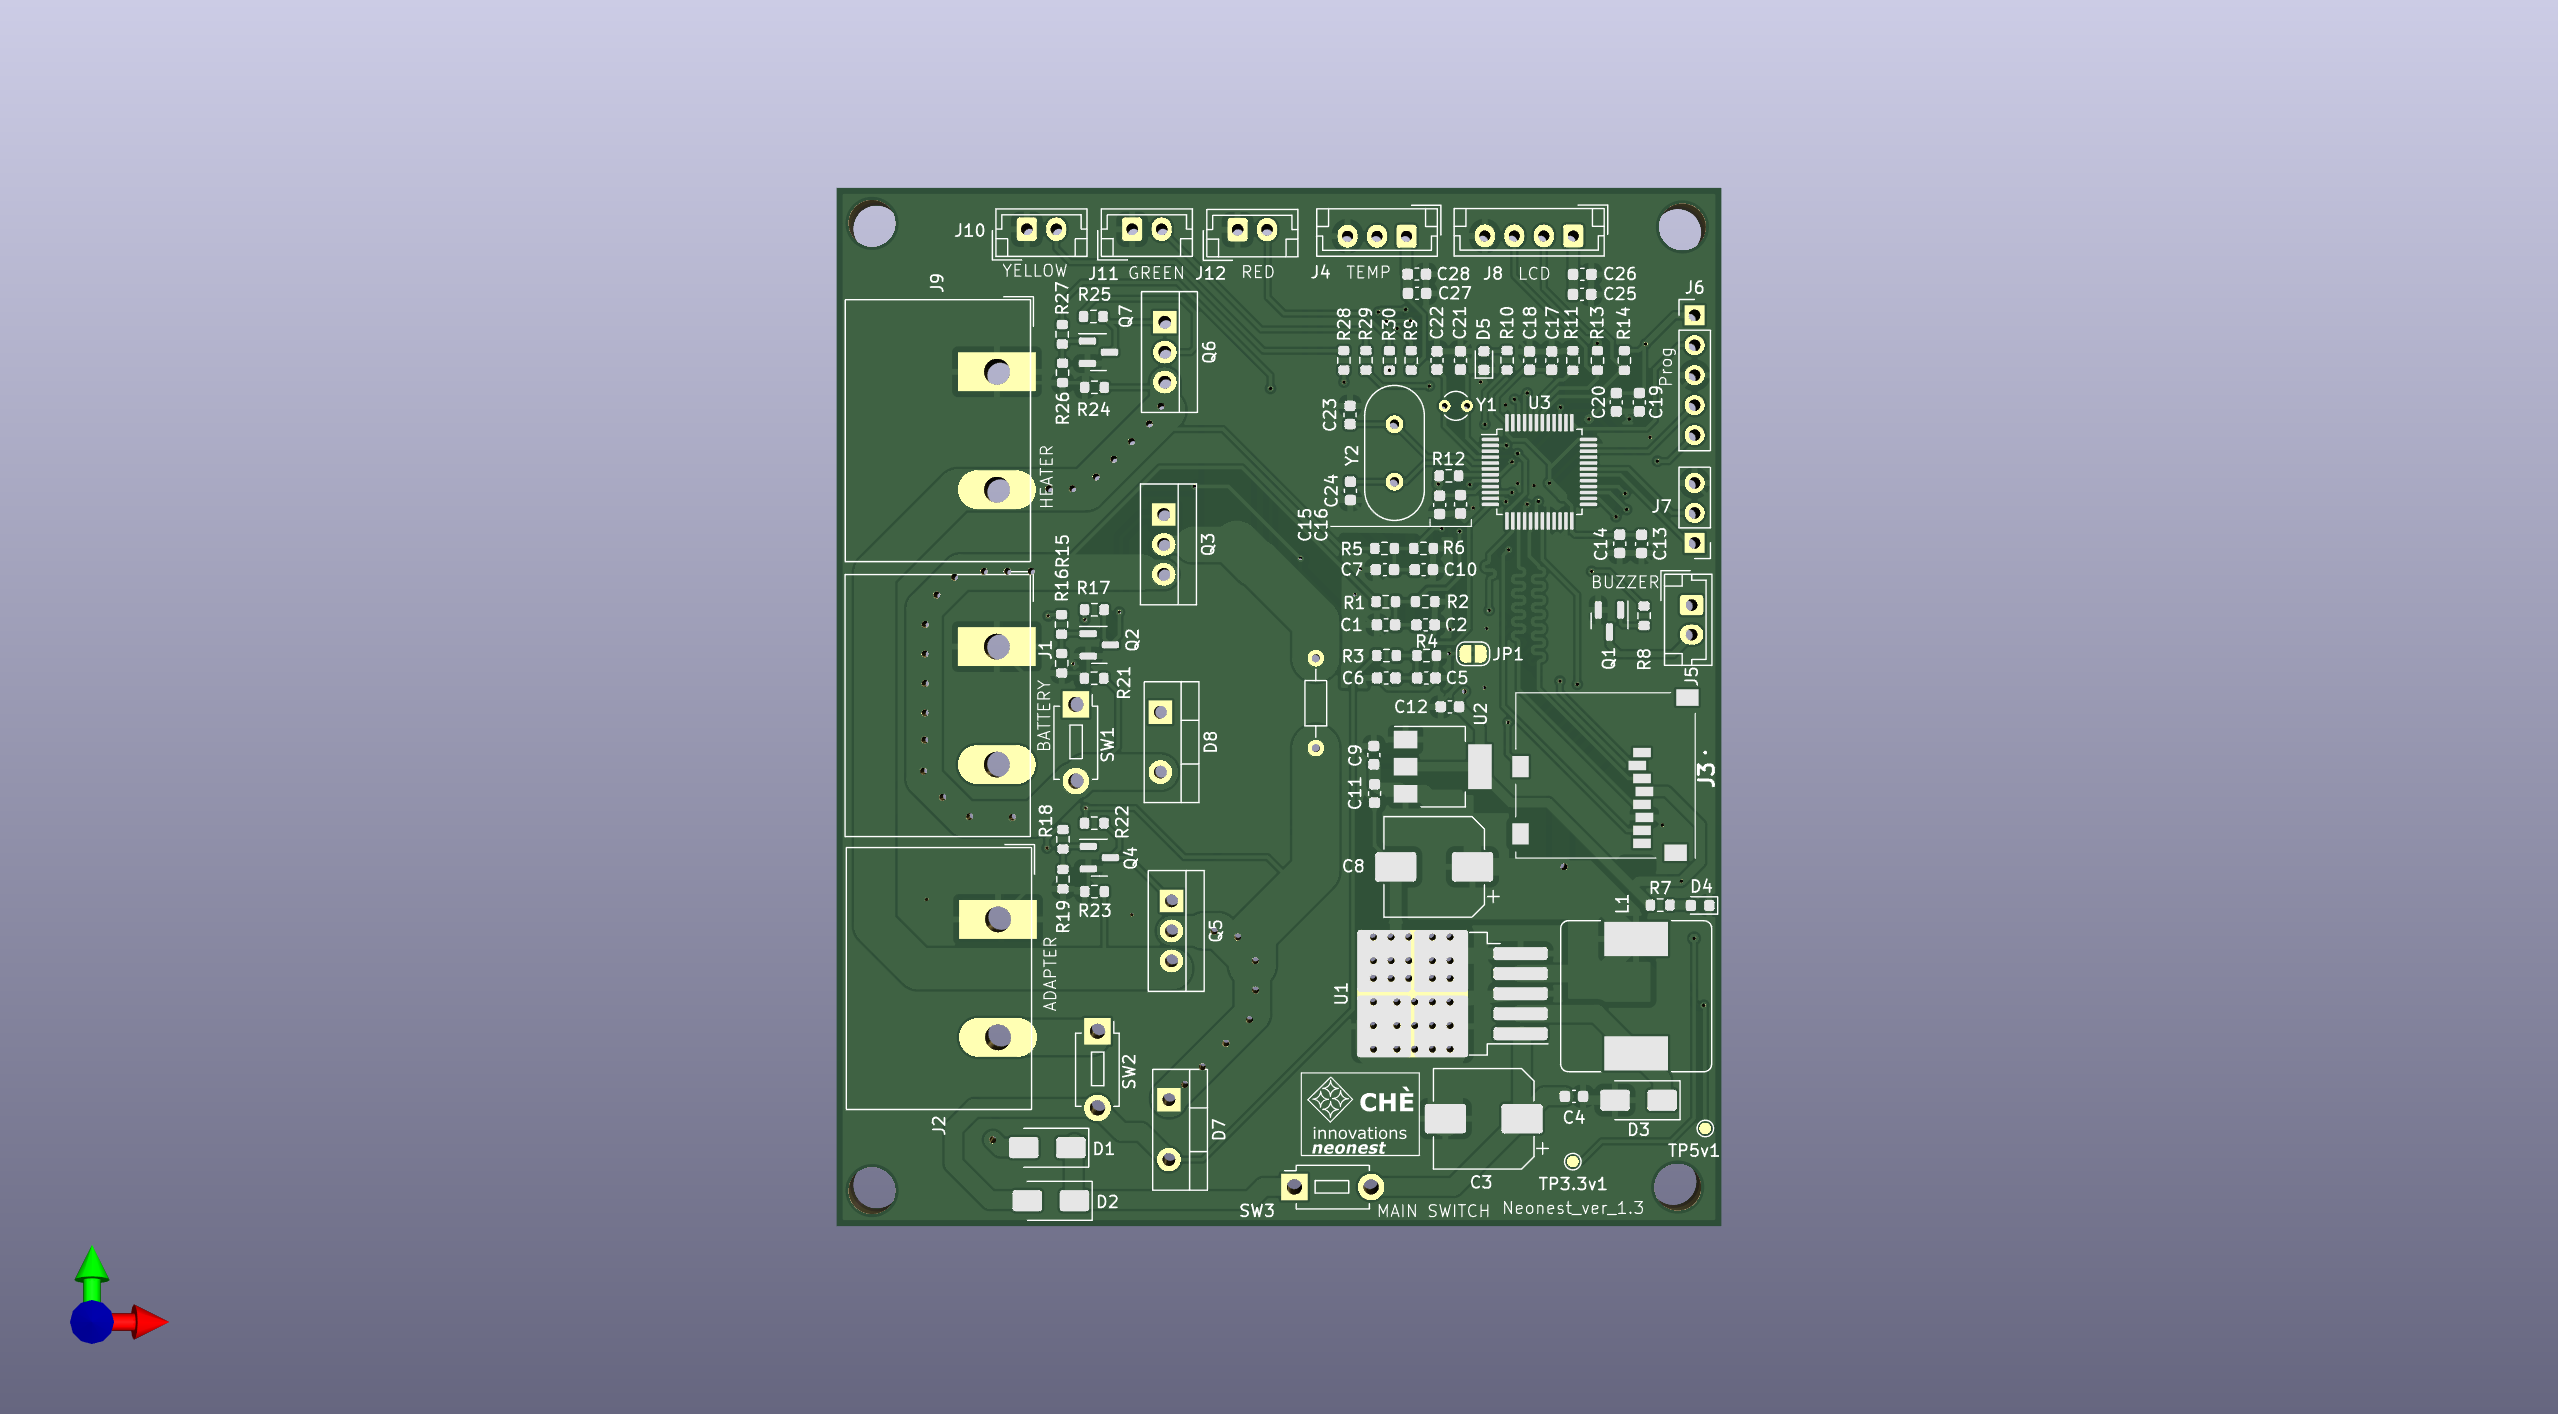 J10
YELLOW
J11
GREEN
J12
RED
J4
TEMP
J8
LCD
C28
C27
C26
C25
J6
J9
R27
R25
Q7
Q6
R26
R24
R28
R29
R30
R9
C22
C21
D5
R10
C18
C17
R11
R13
R14
Prog
C23
Y1
U3
C20
C19
Y2
R12
HEATER
C24
C15
C16
J7
Q3
R5
R6
C14
C13
C7
C10
R16
R15
R17
BUZZER
R1
R2
C1
C2
R4
Q2
J1
R3
JP1
Q1
R8
C6
C5
J5
R21
BATTERY
C12
U2
SW1
D8
C9
J3
C11
R18
R22
Q4
C8
+
R7
D4
L1
R19
R23
Q5
ADAPTER
U1
SW2
CHÈ
innovations
neonest
C4
D3
D7
J2
D1
+
TP5v1
C3
TP3.3v1
D2
SW3
MAIN SWITCH
Neonest_ver_1.3